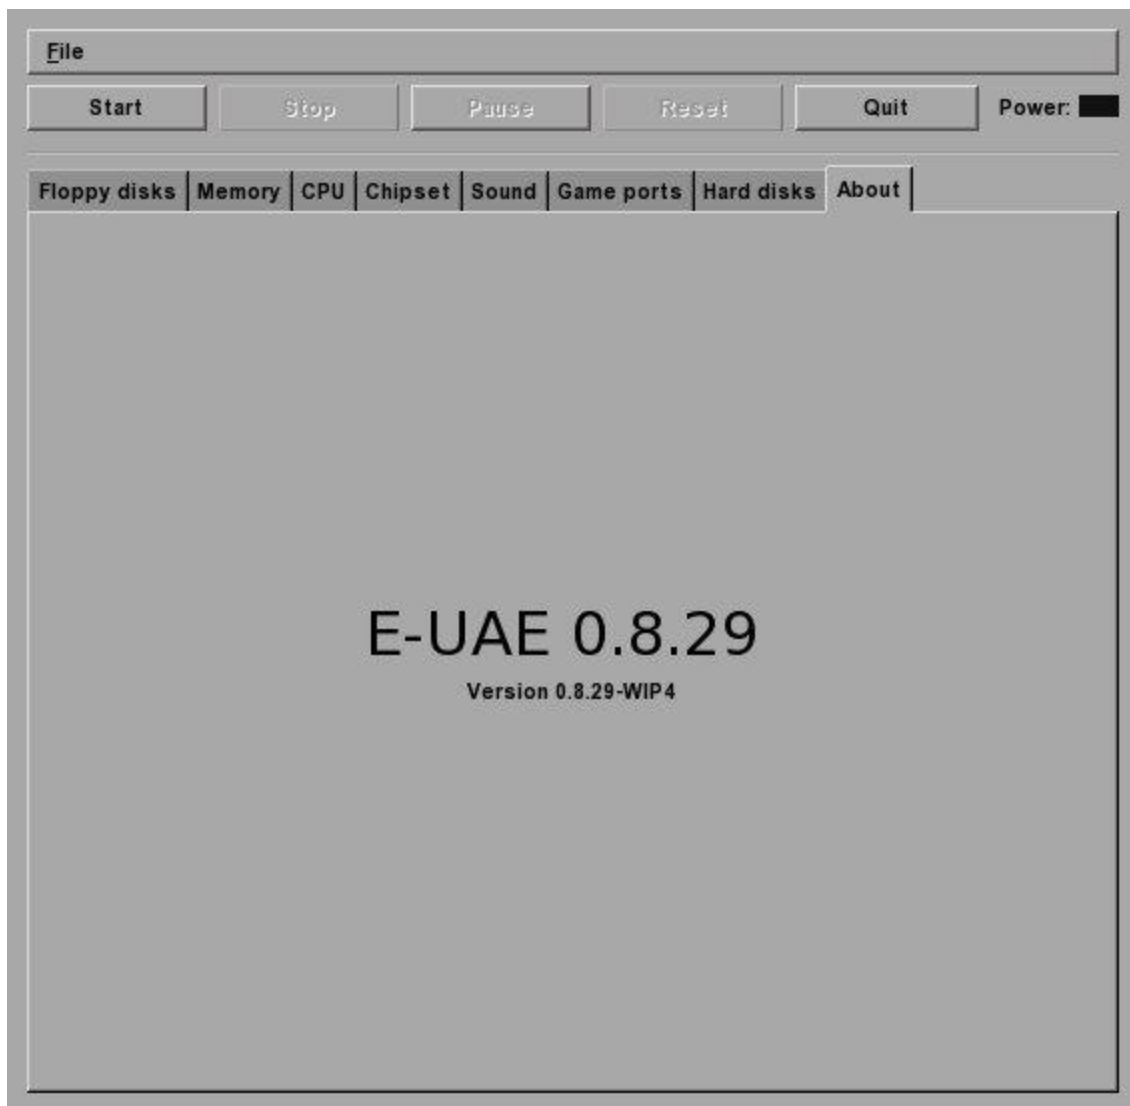 File
Start Stop Pause Reset Quit Power:
Floppy disks Memory CPU Chipset Sound Game ports Hard disks About
E-UAE 0.8.29
Version 0.8.29-WIP4